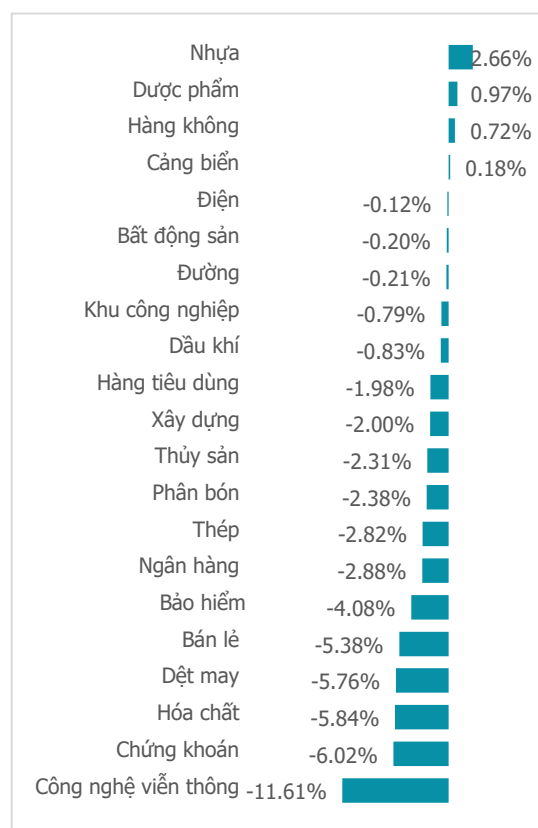 Nhựa 2.66%
Dược phẩm 0.97%
Hàng không 0.72%
Cảng biển 0.18%
Điện -0.12%
Bất động sản -0.20%
Đường -0.21%
Khu công nghiệp -0.79%
Dầu khí -0.83%
Hàng tiêu dùng -1.98%
Xây dựng -2.00%
Thủy sản -2.31%
Phân bón -2.38%
Thép -2.82%
Ngân hàng -2.88%
Bảo hiểm -4.08%
Bán lẻ -5.38%
Dệt may -5.76%
Hóa chất -5.84%
Chứng khoán -6.02%
Công nghệ viễn thông -11.61%